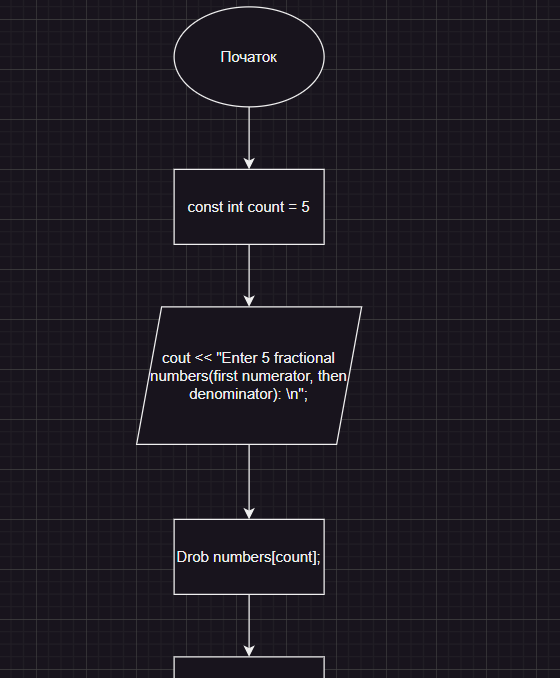 Початок
const int count = 5
cout << "Enter 5 fractional
numbers(first numerator, then
denominator): \n";
Drob numbers[count];